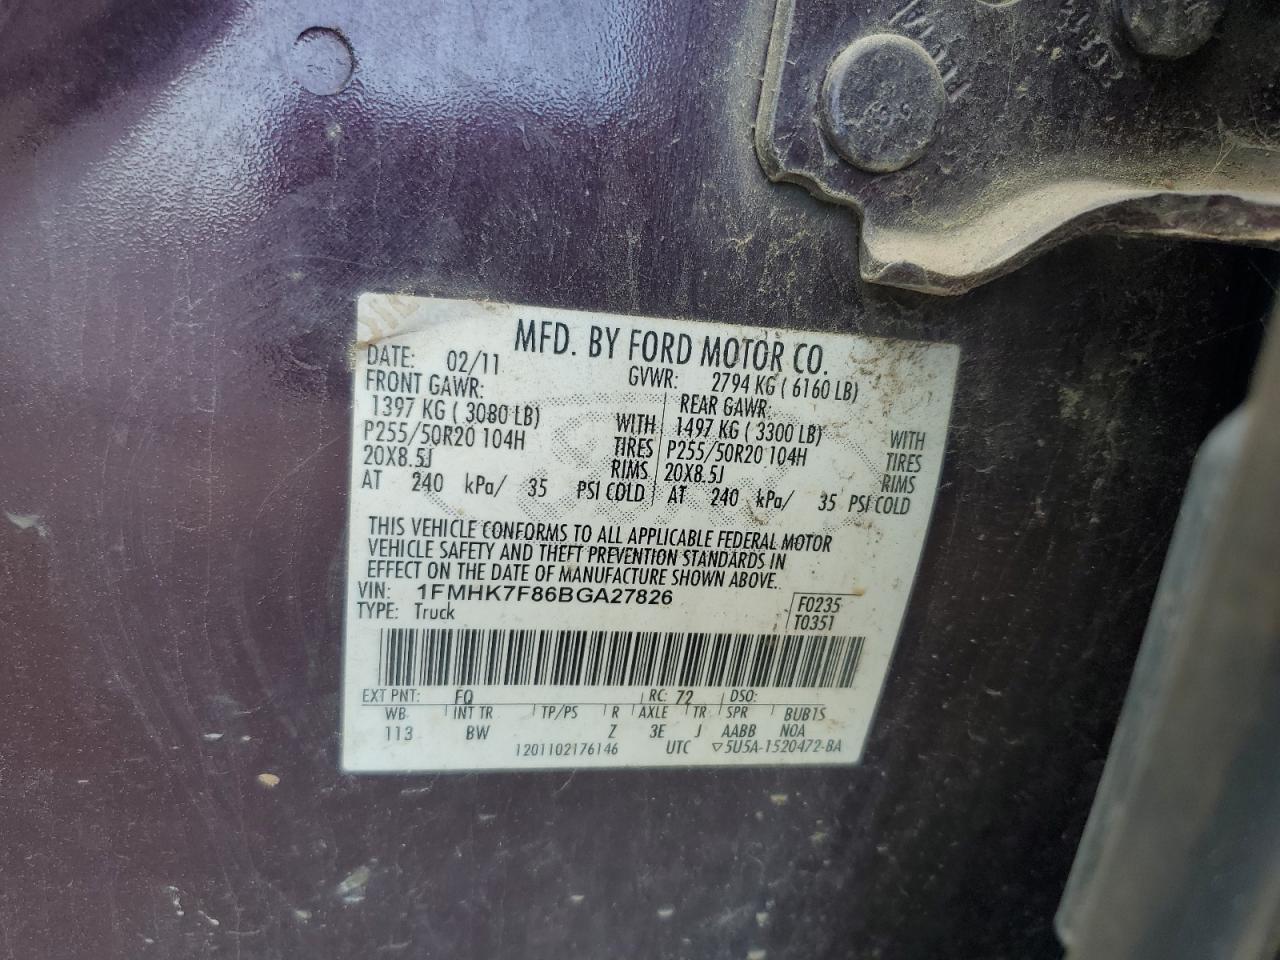 MFD. BY FORD MOTOR CO.
DATE: 02/11 GVWR: 2794 KG ( 6160 LB)
FRONT GAWR: REAR GAWR:
1397 KG ( 3080 LB) WITH 1497 KG ( 3300 LB) WITH
P255/50R20 104H TIRES P255/50R20 104H TIRES
20X8.5J RIMS 20X8.5J RIMS
AT 240 kPa/ 35 PSI COLD AT 240 kPa/ 35 PSI COLD
THIS VEHICLE CONFORMS TO ALL APPLICABLE FEDERAL MOTOR
VEHICLE SAFETY AND THEFT PREVENTION STANDARDS IN
EFFECT ON THE DATE OF MANUFACTURE SHOWN ABOVE.
VIN: 1FMHK7F86BGA27826 F0235
TYPE: Truck T0351
EXT PNT: FQ RC: 72 DSO:
WB INT TR TP/PS R AXLE TR SPR BUB1S
113 BW Z 3E J AABB NOA
1201102176146 UTC ▽5U5A-1520472-BA